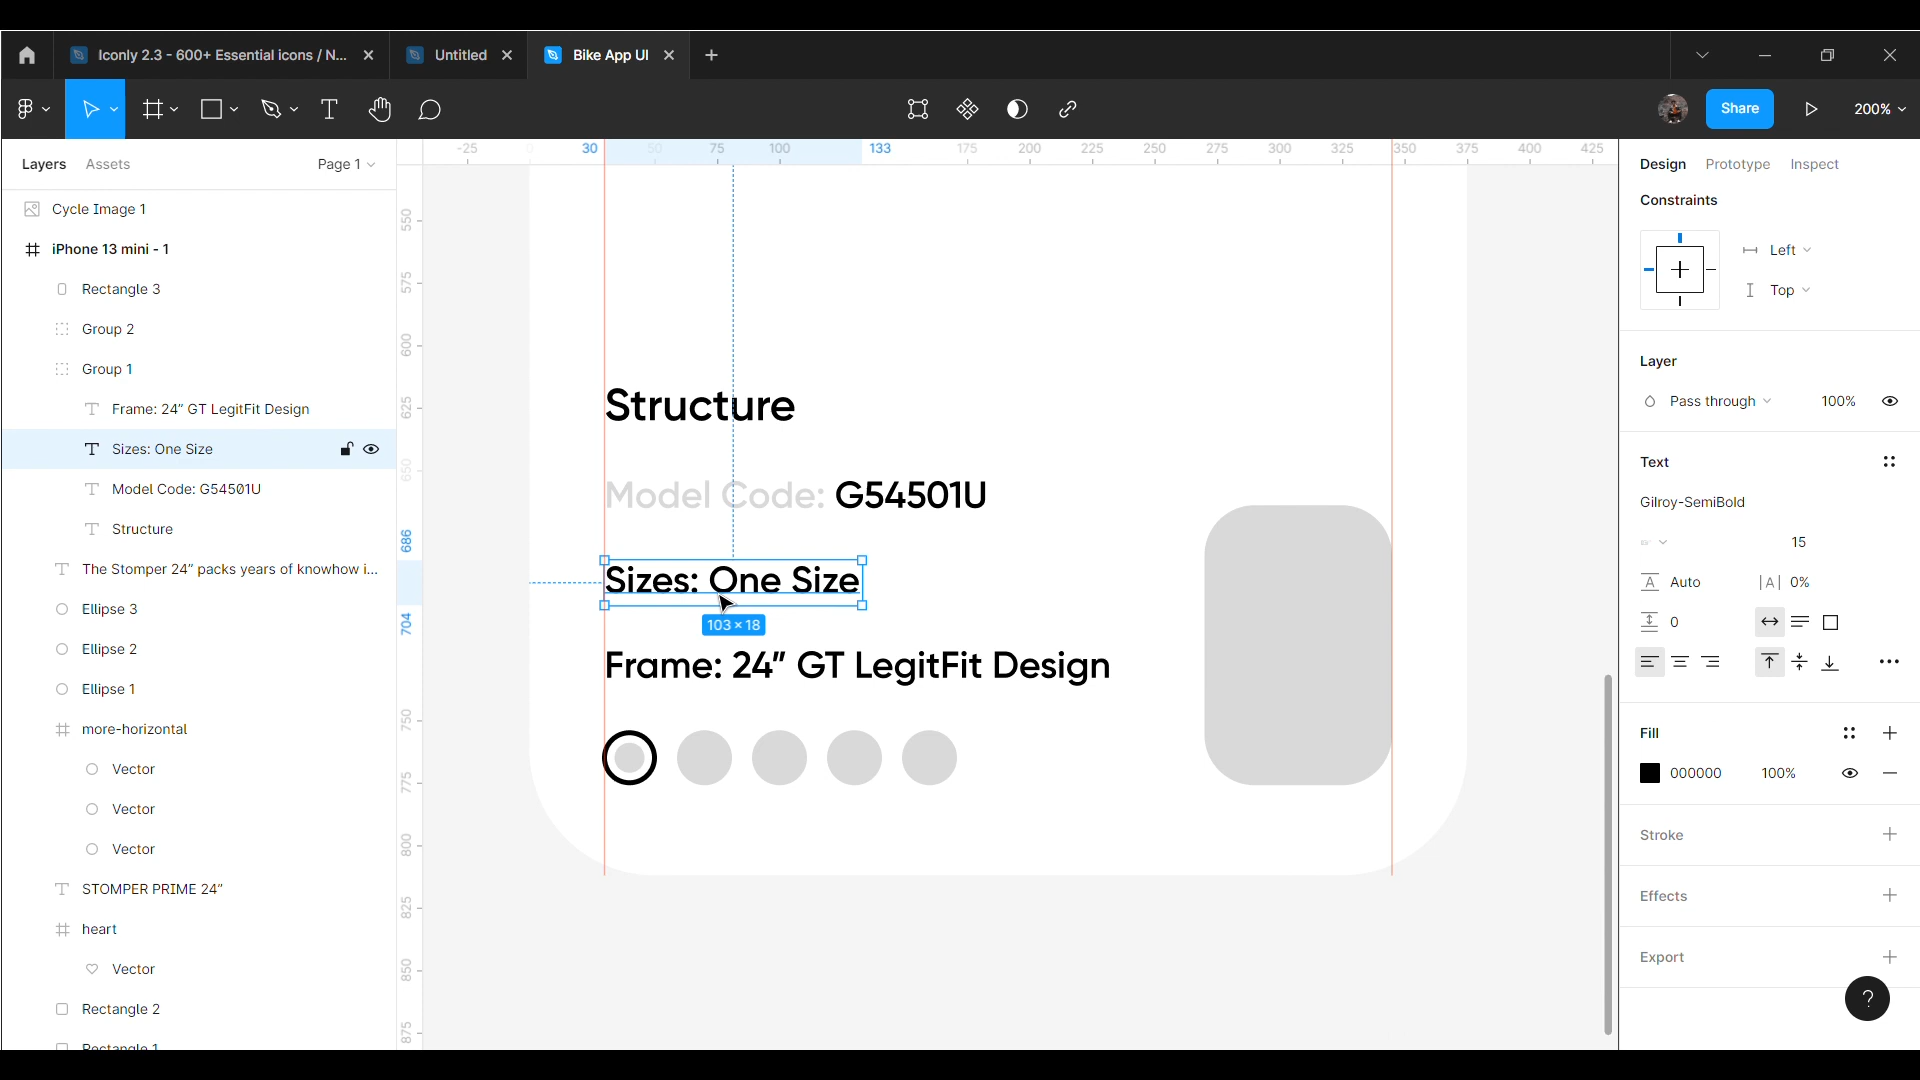 Iconly 2.3 - 600+ Essential icons / N...
Untitled
Bike App UI
Share
200%
Layers
Assets
Page 1
Cycle Image 1
iPhone 13 mini - 1
Rectangle 3
Group 2
Group 1
Frame: 24” GT LegitFit Design
Sizes: One Size
Model Code: G54501U
Structure
The Stomper 24” packs years of knowhow i...
Ellipse 3
Ellipse 2
Ellipse 1
more-horizontal
Vector
Vector
Vector
STOMPER PRIME 24”
heart
Vector
Rectangle 2
Rectangle 1
-25 0 30 50 75 100 133 175 200 225 250 275 300 325 350 375 400 425
550
575
600
625
650
686
704
750
775
800
825
850
875
Structure
Model Code: G54501U
Sizes: One Size
103 × 18
Frame: 24” GT LegitFit Design
Design
Prototype
Inspect
Constraints
Left
Top
Layer
Pass through
100%
Text
Gilroy-SemiBold
15
Auto
0%
0
Fill
000000
100%
Stroke
Effects
Export
?